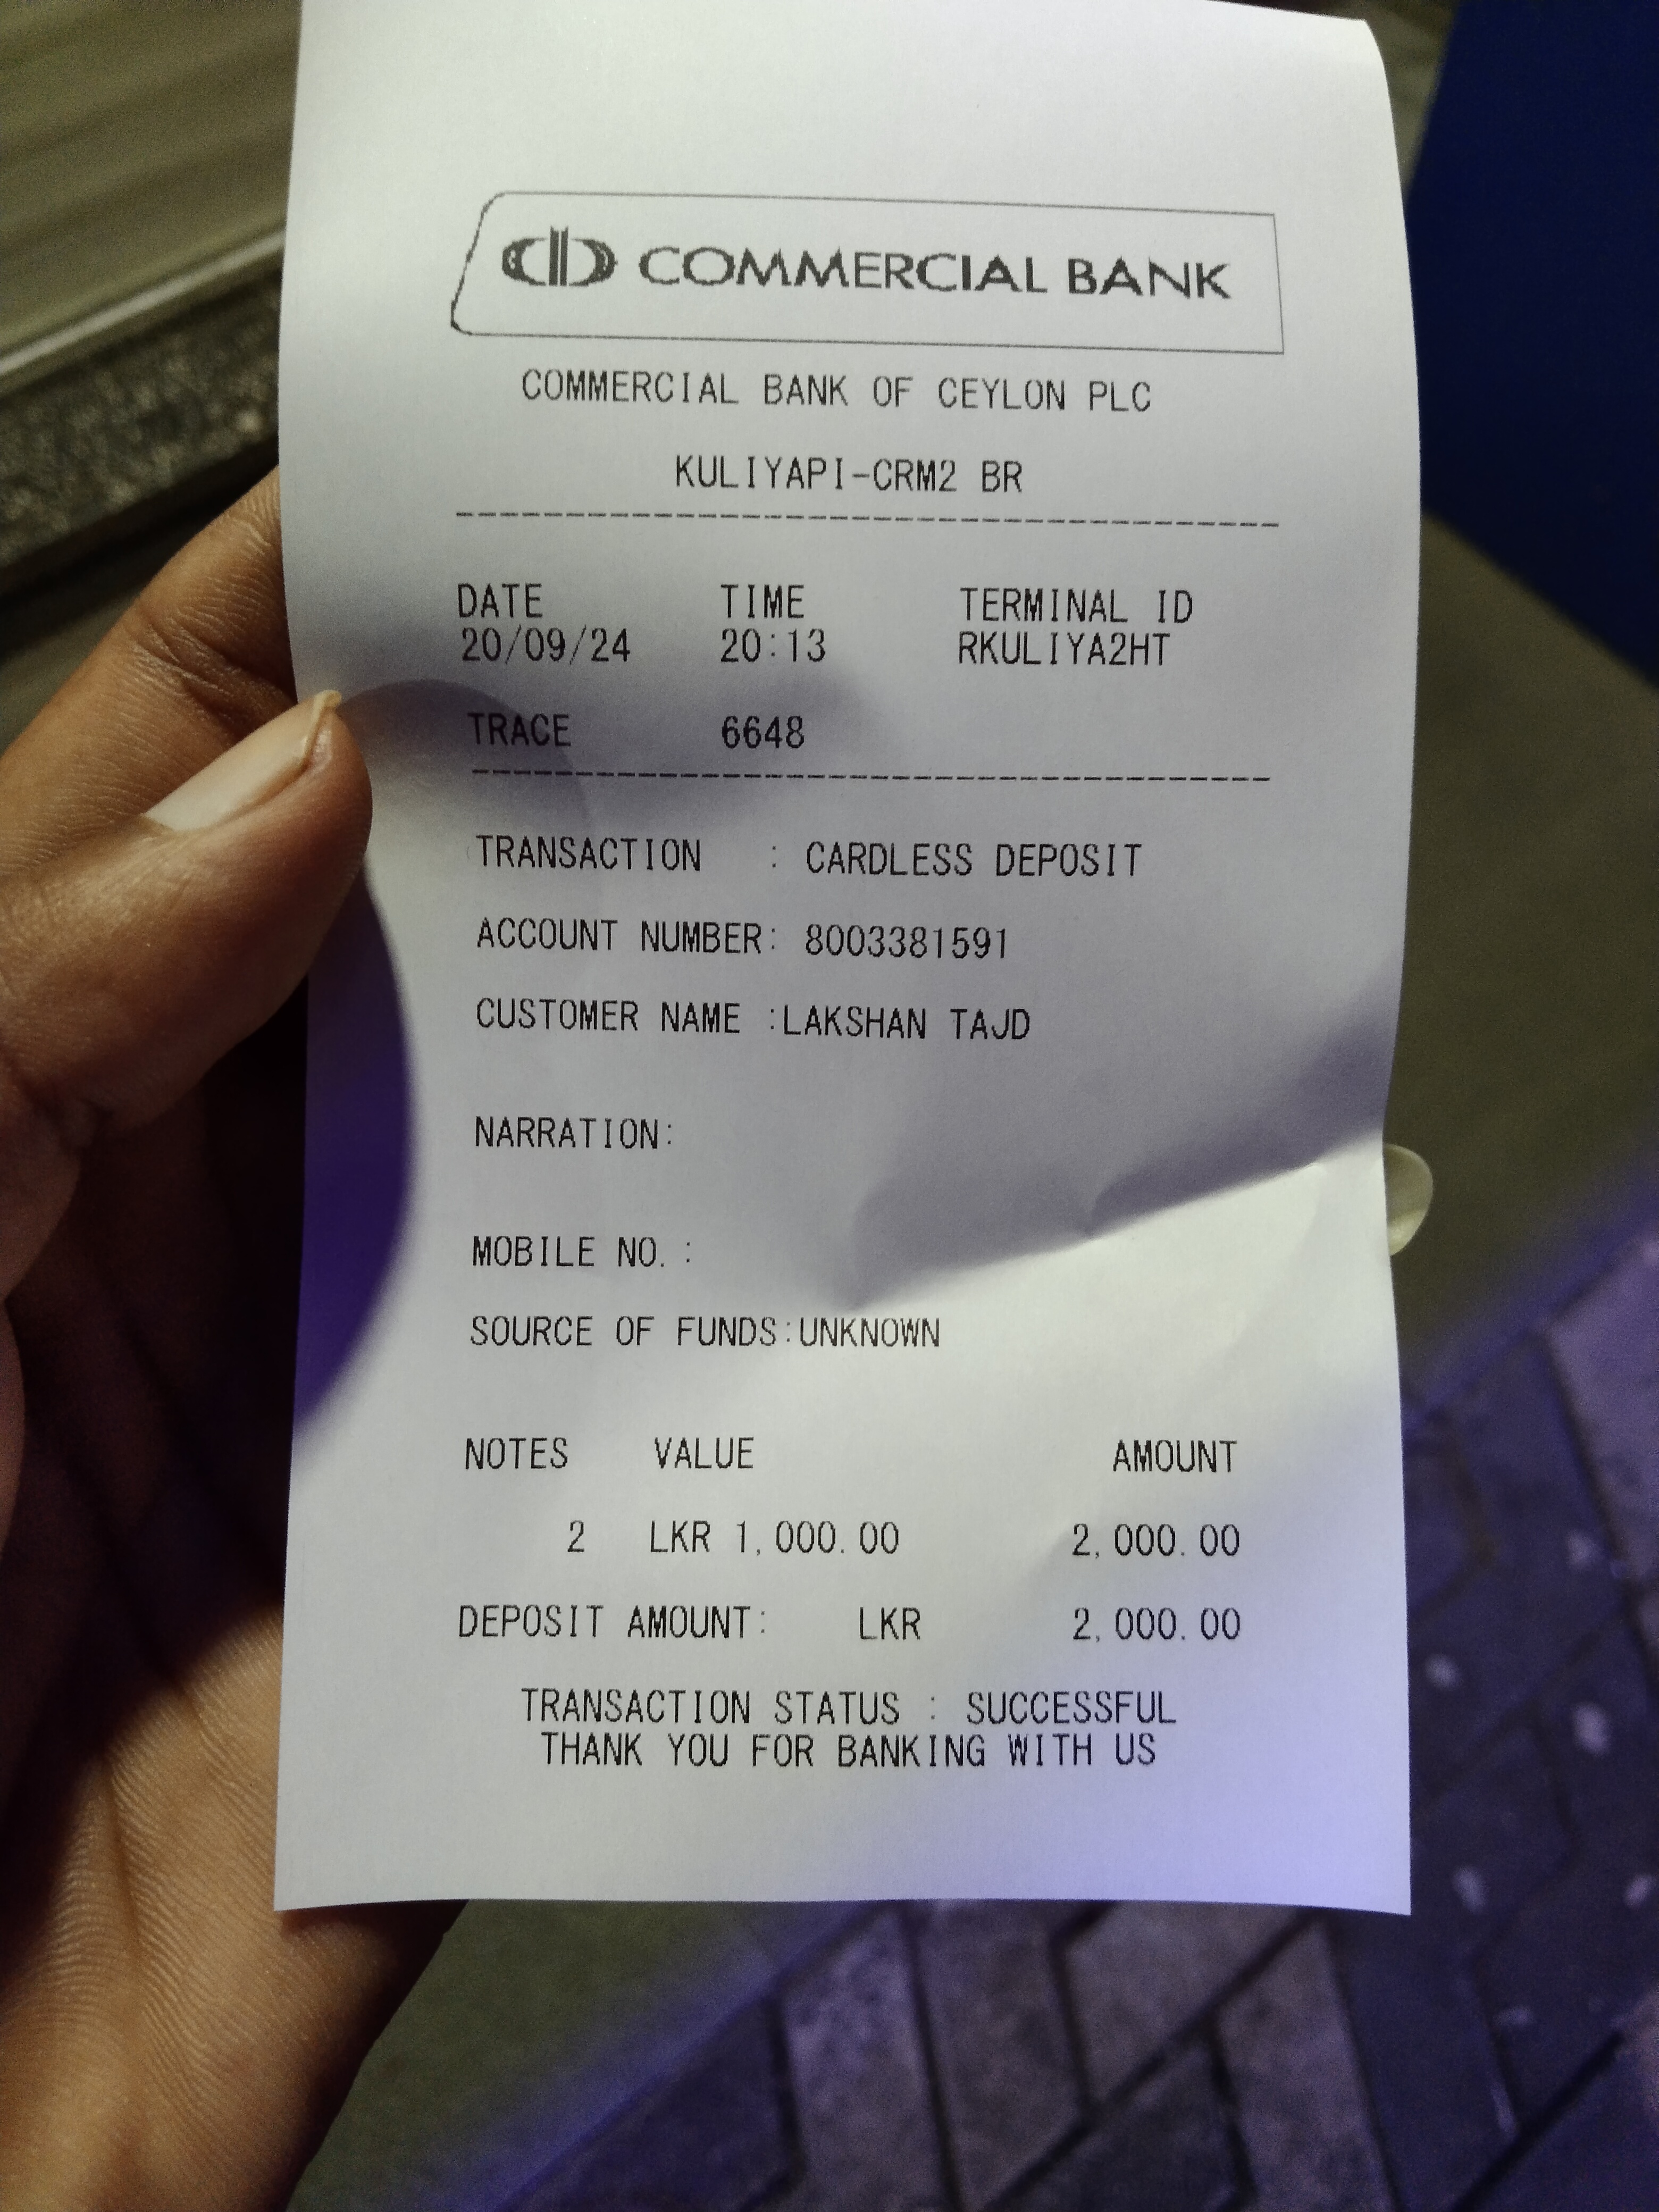 COMMERCIAL BANK
COMMERCIAL BANK OF CEYLON PLC
KULIYAPI-CRM2 BR
--------------------------------------
DATE TIME TERMINAL ID
20/09/24 20:13 RKULIYA2HT
TRACE 6648
--------------------------------------
TRANSACTION : CARDLESS DEPOSIT
ACCOUNT NUMBER: 8003381591
CUSTOMER NAME :LAKSHAN TAJD
NARRATION:
MOBILE NO. :
SOURCE OF FUNDS:UNKNOWN
NOTES VALUE AMOUNT
2 LKR 1,000.00 2,000.00
DEPOSIT AMOUNT: LKR 2,000.00
TRANSACTION STATUS : SUCCESSFUL
THANK YOU FOR BANKING WITH US